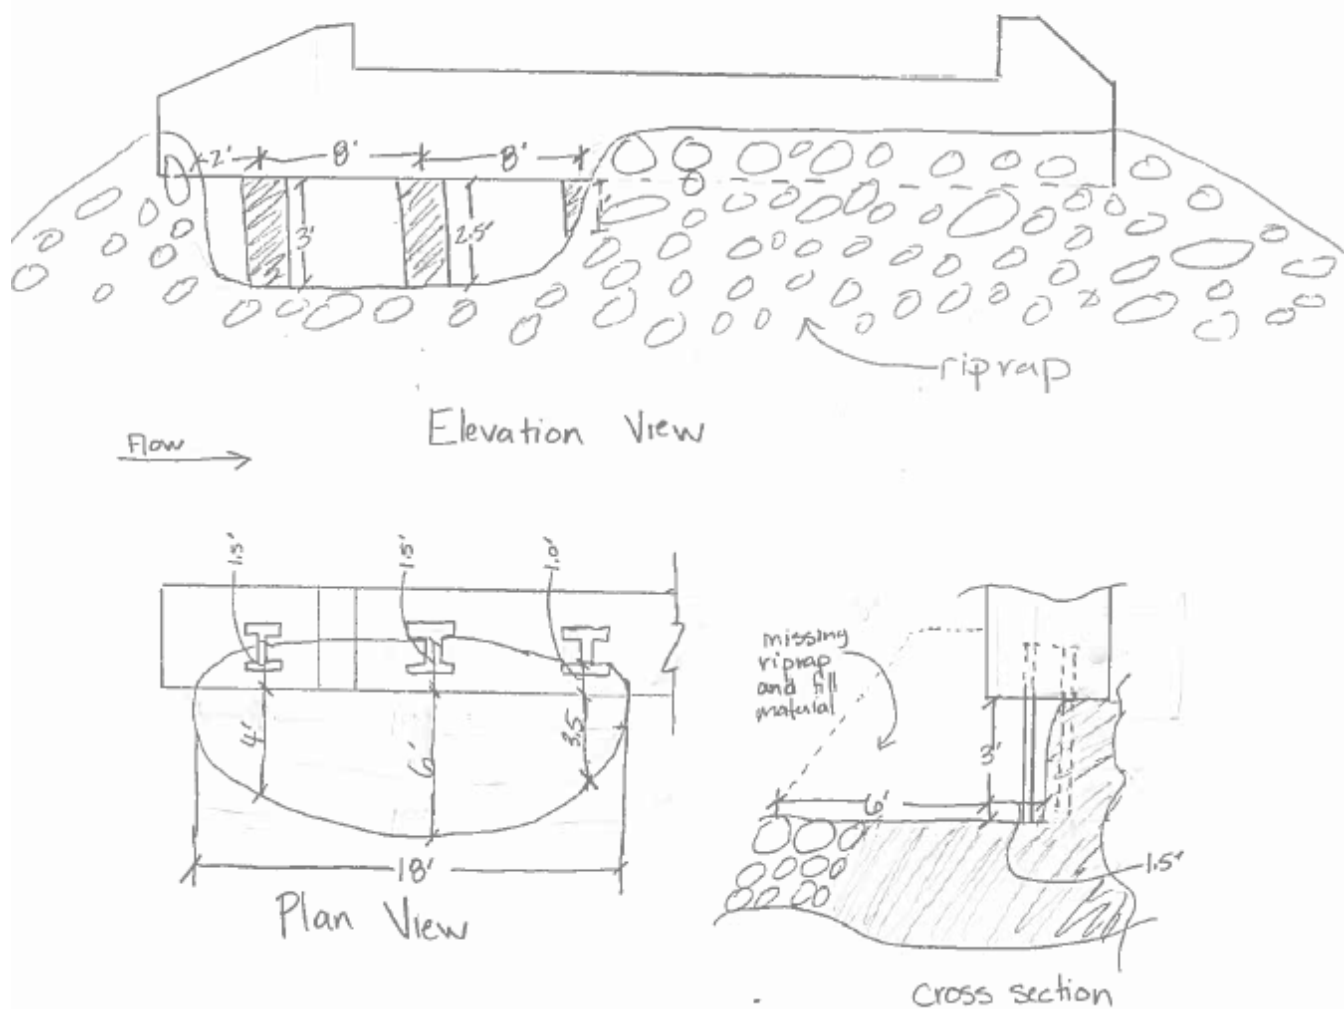 2' 8' 8'
3' 2.5' 1'
riprap
Elevation View
Flow
1.5' 1.5' 1.0'
4' 6' 3.5
18'
Plan View
missing
riprap
and fill
material
3'
6'
1.5'
Cross section